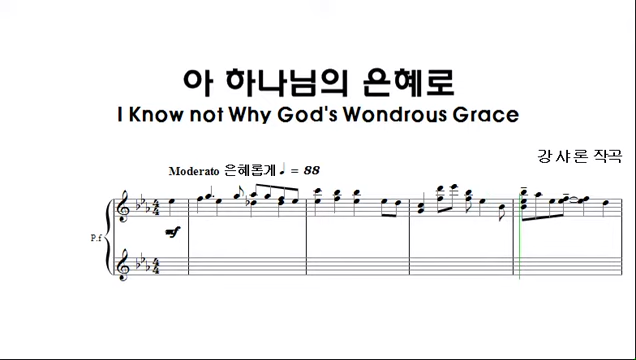 아 하나님의 은혜로
I Know not Why God's Wondrous Grace
강 샤 론 작곡
Moderato 은혜롭게 ♩ = 88
P.f
mf